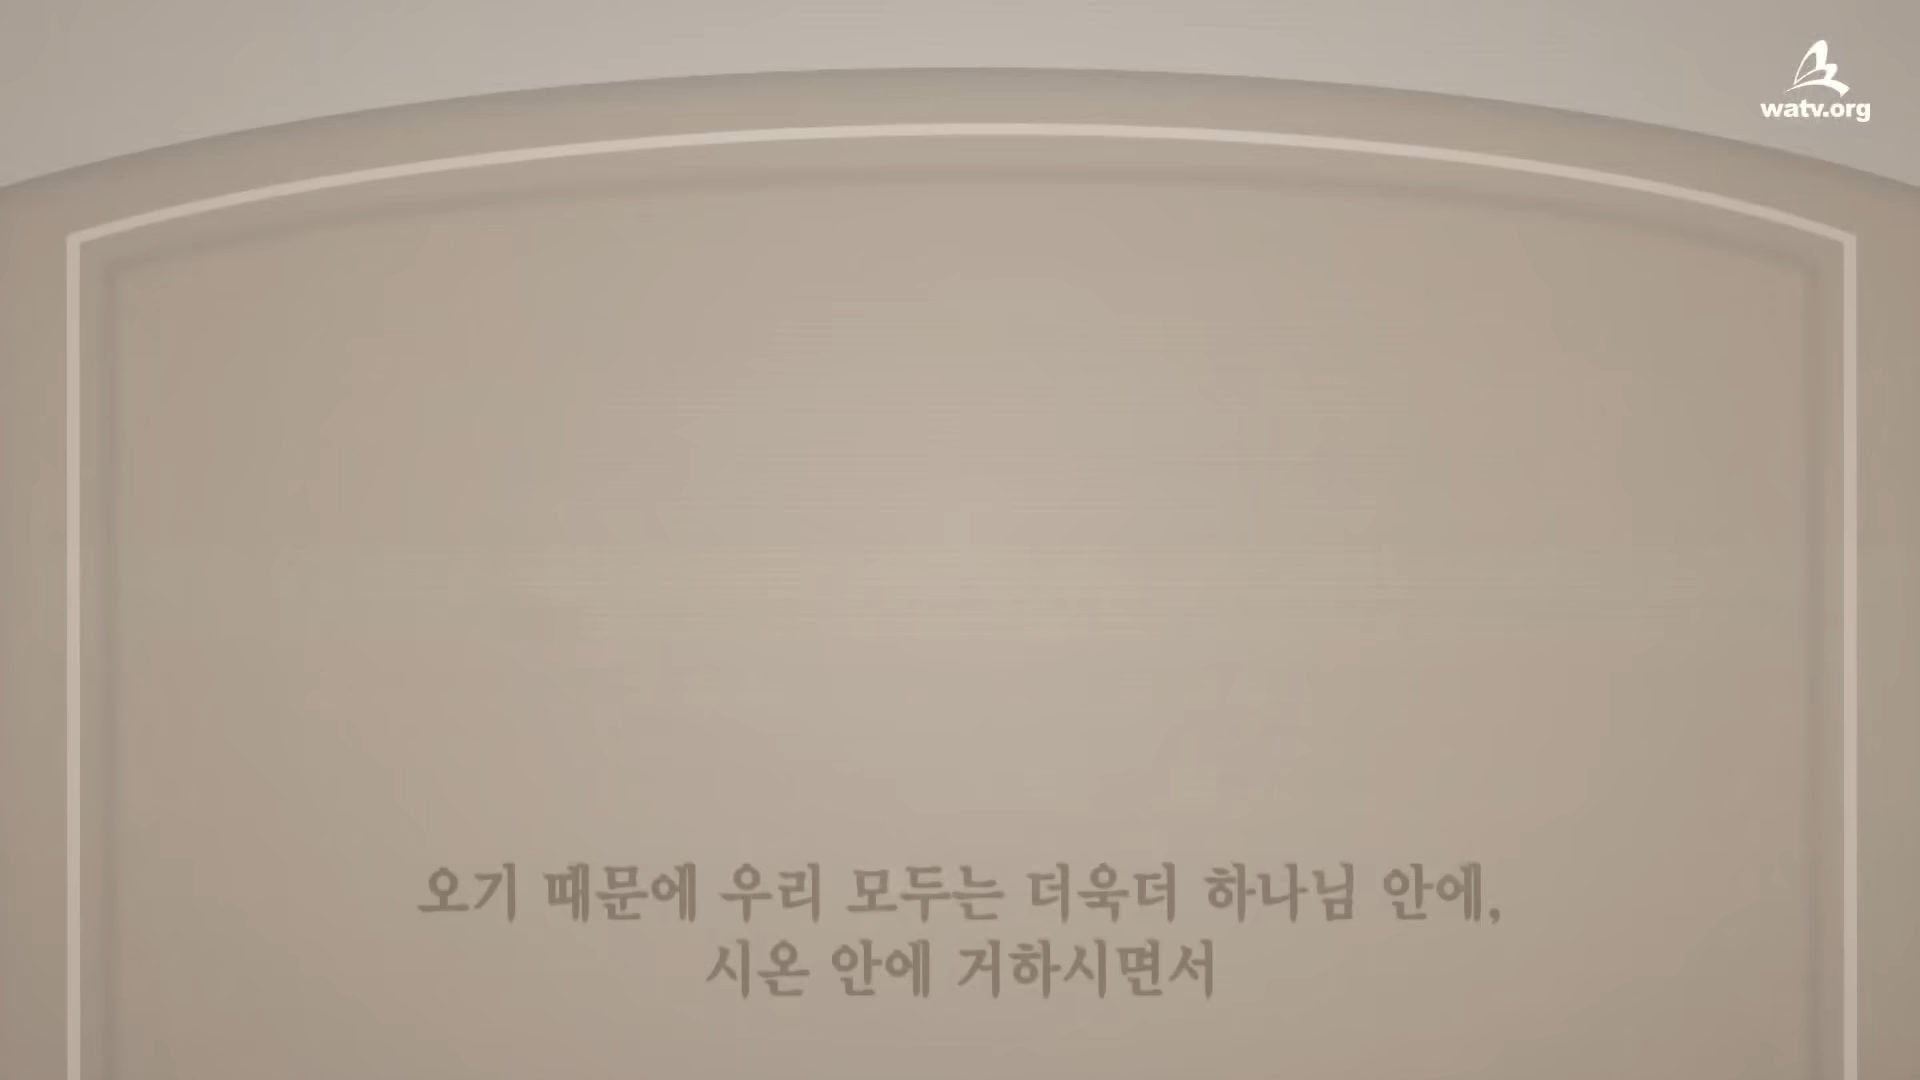 watv.org
오기 때문에 우리 모두는 더욱더 하나님 안에,
시온 안에 거하시면서